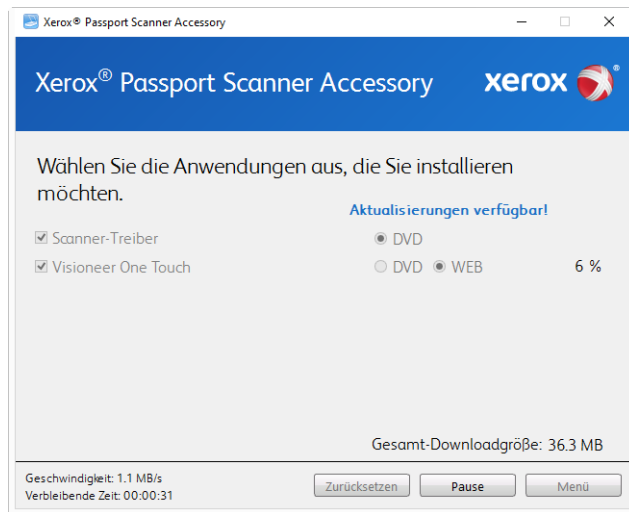 Xerox® Passport Scanner Accessory
Xerox® Passport Scanner Accessory
xerox ®
Wählen Sie die Anwendungen aus, die Sie installieren
möchten.
Aktualisierungen verfügbar!
Scanner-Treiber DVD
Visioneer One Touch DVD WEB 6 %
Gesamt-Downloadgröße: 36.3 MB
Geschwindigkeit: 1.1 MB/s
Verbleibende Zeit: 00:00:31
Zurücksetzen Pause Menü